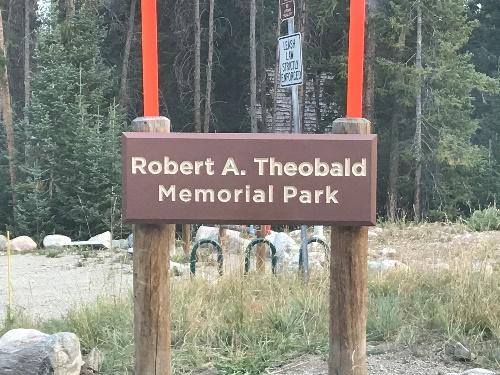 LEASH
LAW
STRICTLY
ENFORCED
Robert A. Theobald
Memorial Park